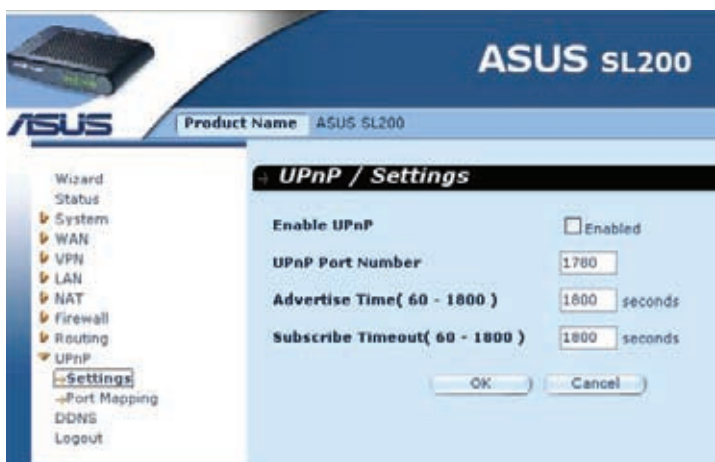 ASUS SL200
ASUS
Product Name ASUS SL200
Wizard
Status
System
WAN
VPN
LAN
NAT
Firewall
Routing
UPnP
Settings
Port Mapping
DDNS
Logout
UPnP / Settings
Enable UPnP Enabled
UPnP Port Number 1780
Advertise Time( 60 - 1800 ) 1800 seconds
Subscribe Timeout( 60 - 1800 ) 1800 seconds
OK Cancel